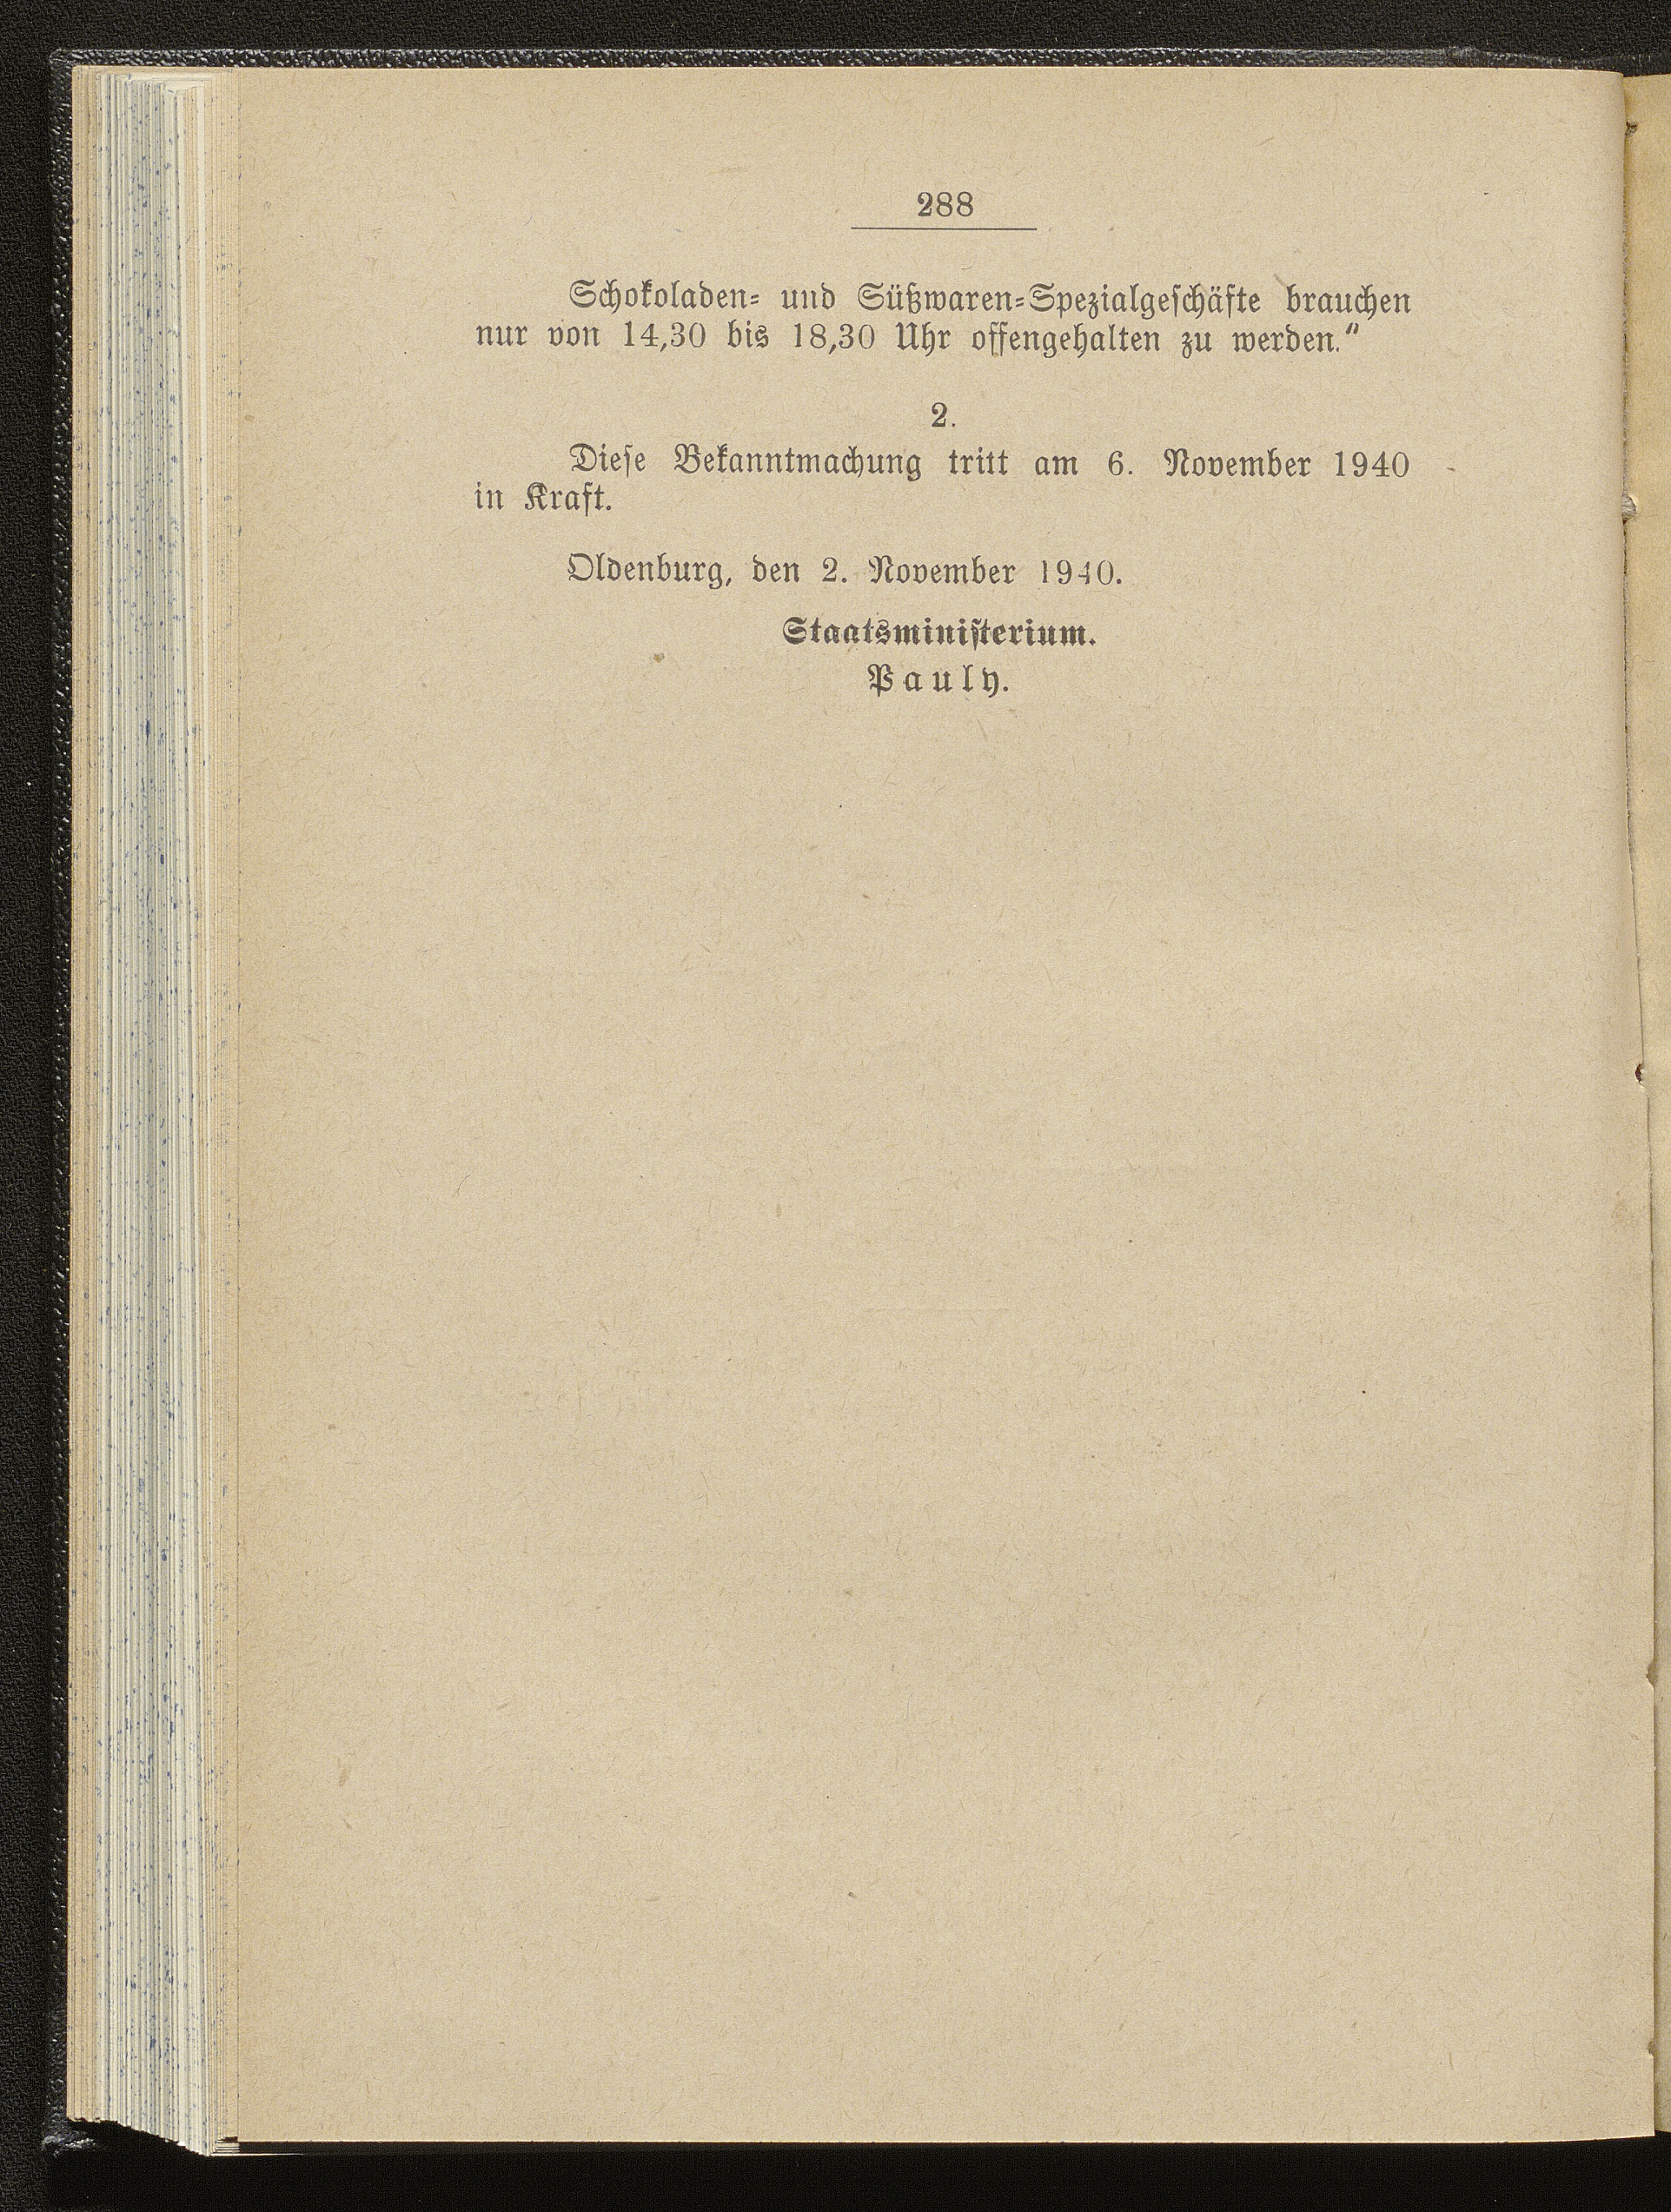 288
Schokoladen- und Süßwaren-Spezialgeschäfte brauchen
nur von 14,30 bis 18,30 Uhr offengehalten zu werden.“
2.
Diese Bekanntmachung tritt am 6. November 1940
in Kraft.
Oldenburg, den 2. November 1940.
Staatsministerium.
Pauly.